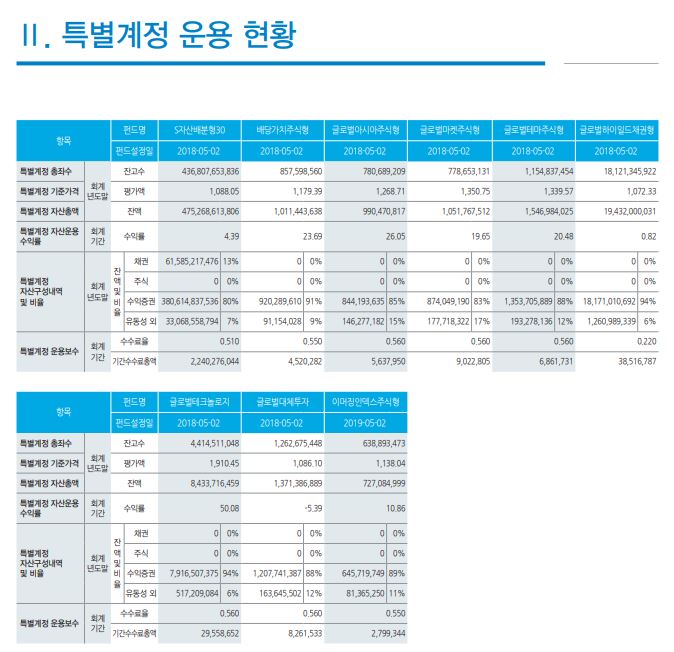 Ⅱ. 특별계정 운용 현황
항목 펀드명 S자산배분형30 배당가치주식형 글로벌아시아주식형 글로벌마켓주식형 글로벌테마주식형 글로벌하이일드채권형
펀드설정일 2018-05-02 2018-05-02 2018-05-02 2018-05-02 2018-05-02 2018-05-02
특별계정 총좌수 회계 년도말 잔고수 436,807,653,836 857,598,560 780,689,209 778,653,131 1,154,837,454 18,121,345,922
특별계정 기준가격 평가액 1,088.05 1,179.39 1,268.71 1,350.75 1,339.57 1,072.33
특별계정 자산총액 잔액 475,268,613,806 1,011,443,638 990,470,817 1,051,767,512 1,546,984,025 19,432,000,031
특별계정 자산운용 수익률 회계 기간 수익률 4.39 23.69 26.05 19.65 20.48 0.82
특별계정 자산구성내역 및 비율 회계 년도말 잔액 및 비율 채권 61,585,217,476 13% 0 0% 0 0% 0 0% 0 0% 0 0%
주식 0 0% 0 0% 0 0% 0 0% 0 0% 0 0%
수익증권 380,614,837,536 80% 920,289,610 91% 844,193,635 85% 874,049,190 83% 1,353,705,889 88% 18,171,010,692 94%
유동성 외 33,068,558,794 7% 91,154,028 9% 146,277,182 15% 177,718,322 17% 193,278,136 12% 1,260,989,339 6%
특별계정 운용보수 회계 기간 수수료율 0.510 0.550 0.560 0.560 0.560 0.220
기간수수료총액 2,240,276,044 4,520,282 5,637,950 9,022,805 6,861,731 38,516,787
항목 펀드명 글로벌테크놀로지 글로벌대체투자 이머징인덱스주식형
펀드설정일 2018-05-02 2018-05-02 2019-05-02
특별계정 총좌수 회계 년도말 잔고수 4,414,511,048 1,262,675,448 638,893,473
특별계정 기준가격 평가액 1,910.45 1,086.10 1,138.04
특별계정 자산총액 잔액 8,433,716,459 1,371,386,889 727,084,999
특별계정 자산운용 수익률 회계 기간 수익률 50.08 -5.39 10.86
특별계정 자산구성내역 및 비율 회계 년도말 잔액 및 비율 채권 0 0% 0 0% 0 0%
주식 0 0% 0 0% 0 0%
수익증권 7,916,507,375 94% 1,207,741,387 88% 645,719,749 89%
유동성 외 517,209,084 6% 163,645,502 12% 81,365,250 11%
특별계정 운용보수 회계 기간 수수료율 0.560 0.560 0.550
기간수수료총액 29,558,652 8,261,533 2,799,344